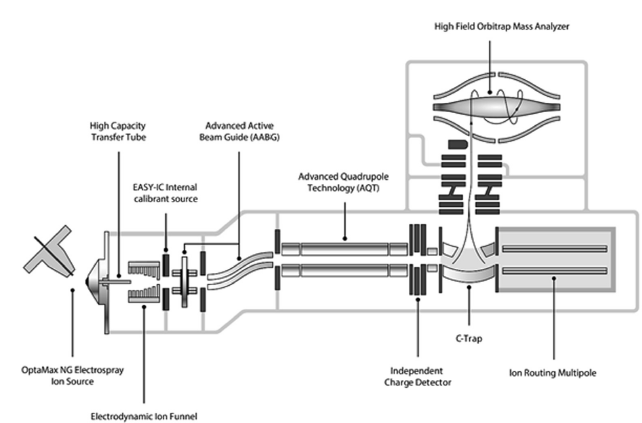 High Field Orbitrap Mass Analyzer
High Capacity
Transfer Tube
Advanced Active
Beam Guide (AABG)
EASY-IC Internal
calibrant source
Advanced Quadrupole
Technology (AQT)
OptaMax NG Electrospray
Ion Source
Electrodynamic Ion Funnel
Independent
Charge Detector
C-Trap
Ion Routing Multipole